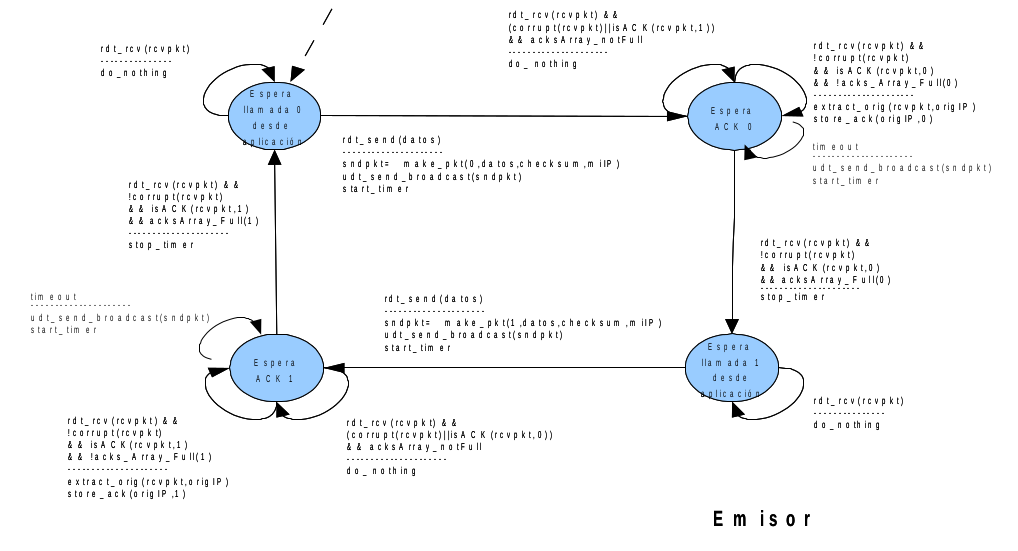 rdt_rcv(rcvpkt)
---------------
do_nothing
Espera
llamada 0
desde
aplicación
rdt_send(datos)
---------------------
sndpkt= make_pkt(0,datos,checksum,miIP)
udt_send_broadcast(sndpkt)
start_timer
rdt_rcv(rcvpkt) &&
(corrupt(rcvpkt)||isACK(rcvpkt,1))
&& acksArray_notFull
---------------------
do_nothing
Espera
ACK 0
rdt_rcv(rcvpkt) &&
!corrupt(rcvpkt)
&& isACK(rcvpkt,0)
&& !acks_Array_Full(0)
---------------------
extract_orig(rcvpkt,origIP)
store_ack(origIP,0)
timeout
---------------------
udt_send_broadcast(sndpkt)
start_timer
rdt_rcv(rcvpkt) &&
!corrupt(rcvpkt)
&& isACK(rcvpkt,1)
&& acksArray_Full(1)
---------------------
stop_timer
rdt_rcv(rcvpkt) &&
!corrupt(rcvpkt)
&& isACK(rcvpkt,0)
&& acksArray_Full(0)
---------------------
stop_timer
timeout
---------------------
udt_send_broadcast(sndpkt)
start_timer
Espera
ACK 1
rdt_send(datos)
---------------------
sndpkt= make_pkt(1,datos,checksum,miIP)
udt_send_broadcast(sndpkt)
start_timer
Espera
llamada 1
desde
aplicación
rdt_rcv(rcvpkt)
---------------
do_nothing
rdt_rcv(rcvpkt) &&
!corrupt(rcvpkt)
&& isACK(rcvpkt,1)
&& !acks_Array_Full(1)
---------------------
extract_orig(rcvpkt,origIP)
store_ack(origIP,1)
rdt_rcv(rcvpkt) &&
(corrupt(rcvpkt)||isACK(rcvpkt,0))
&& acksArray_notFull
---------------------
do_nothing
Emisor